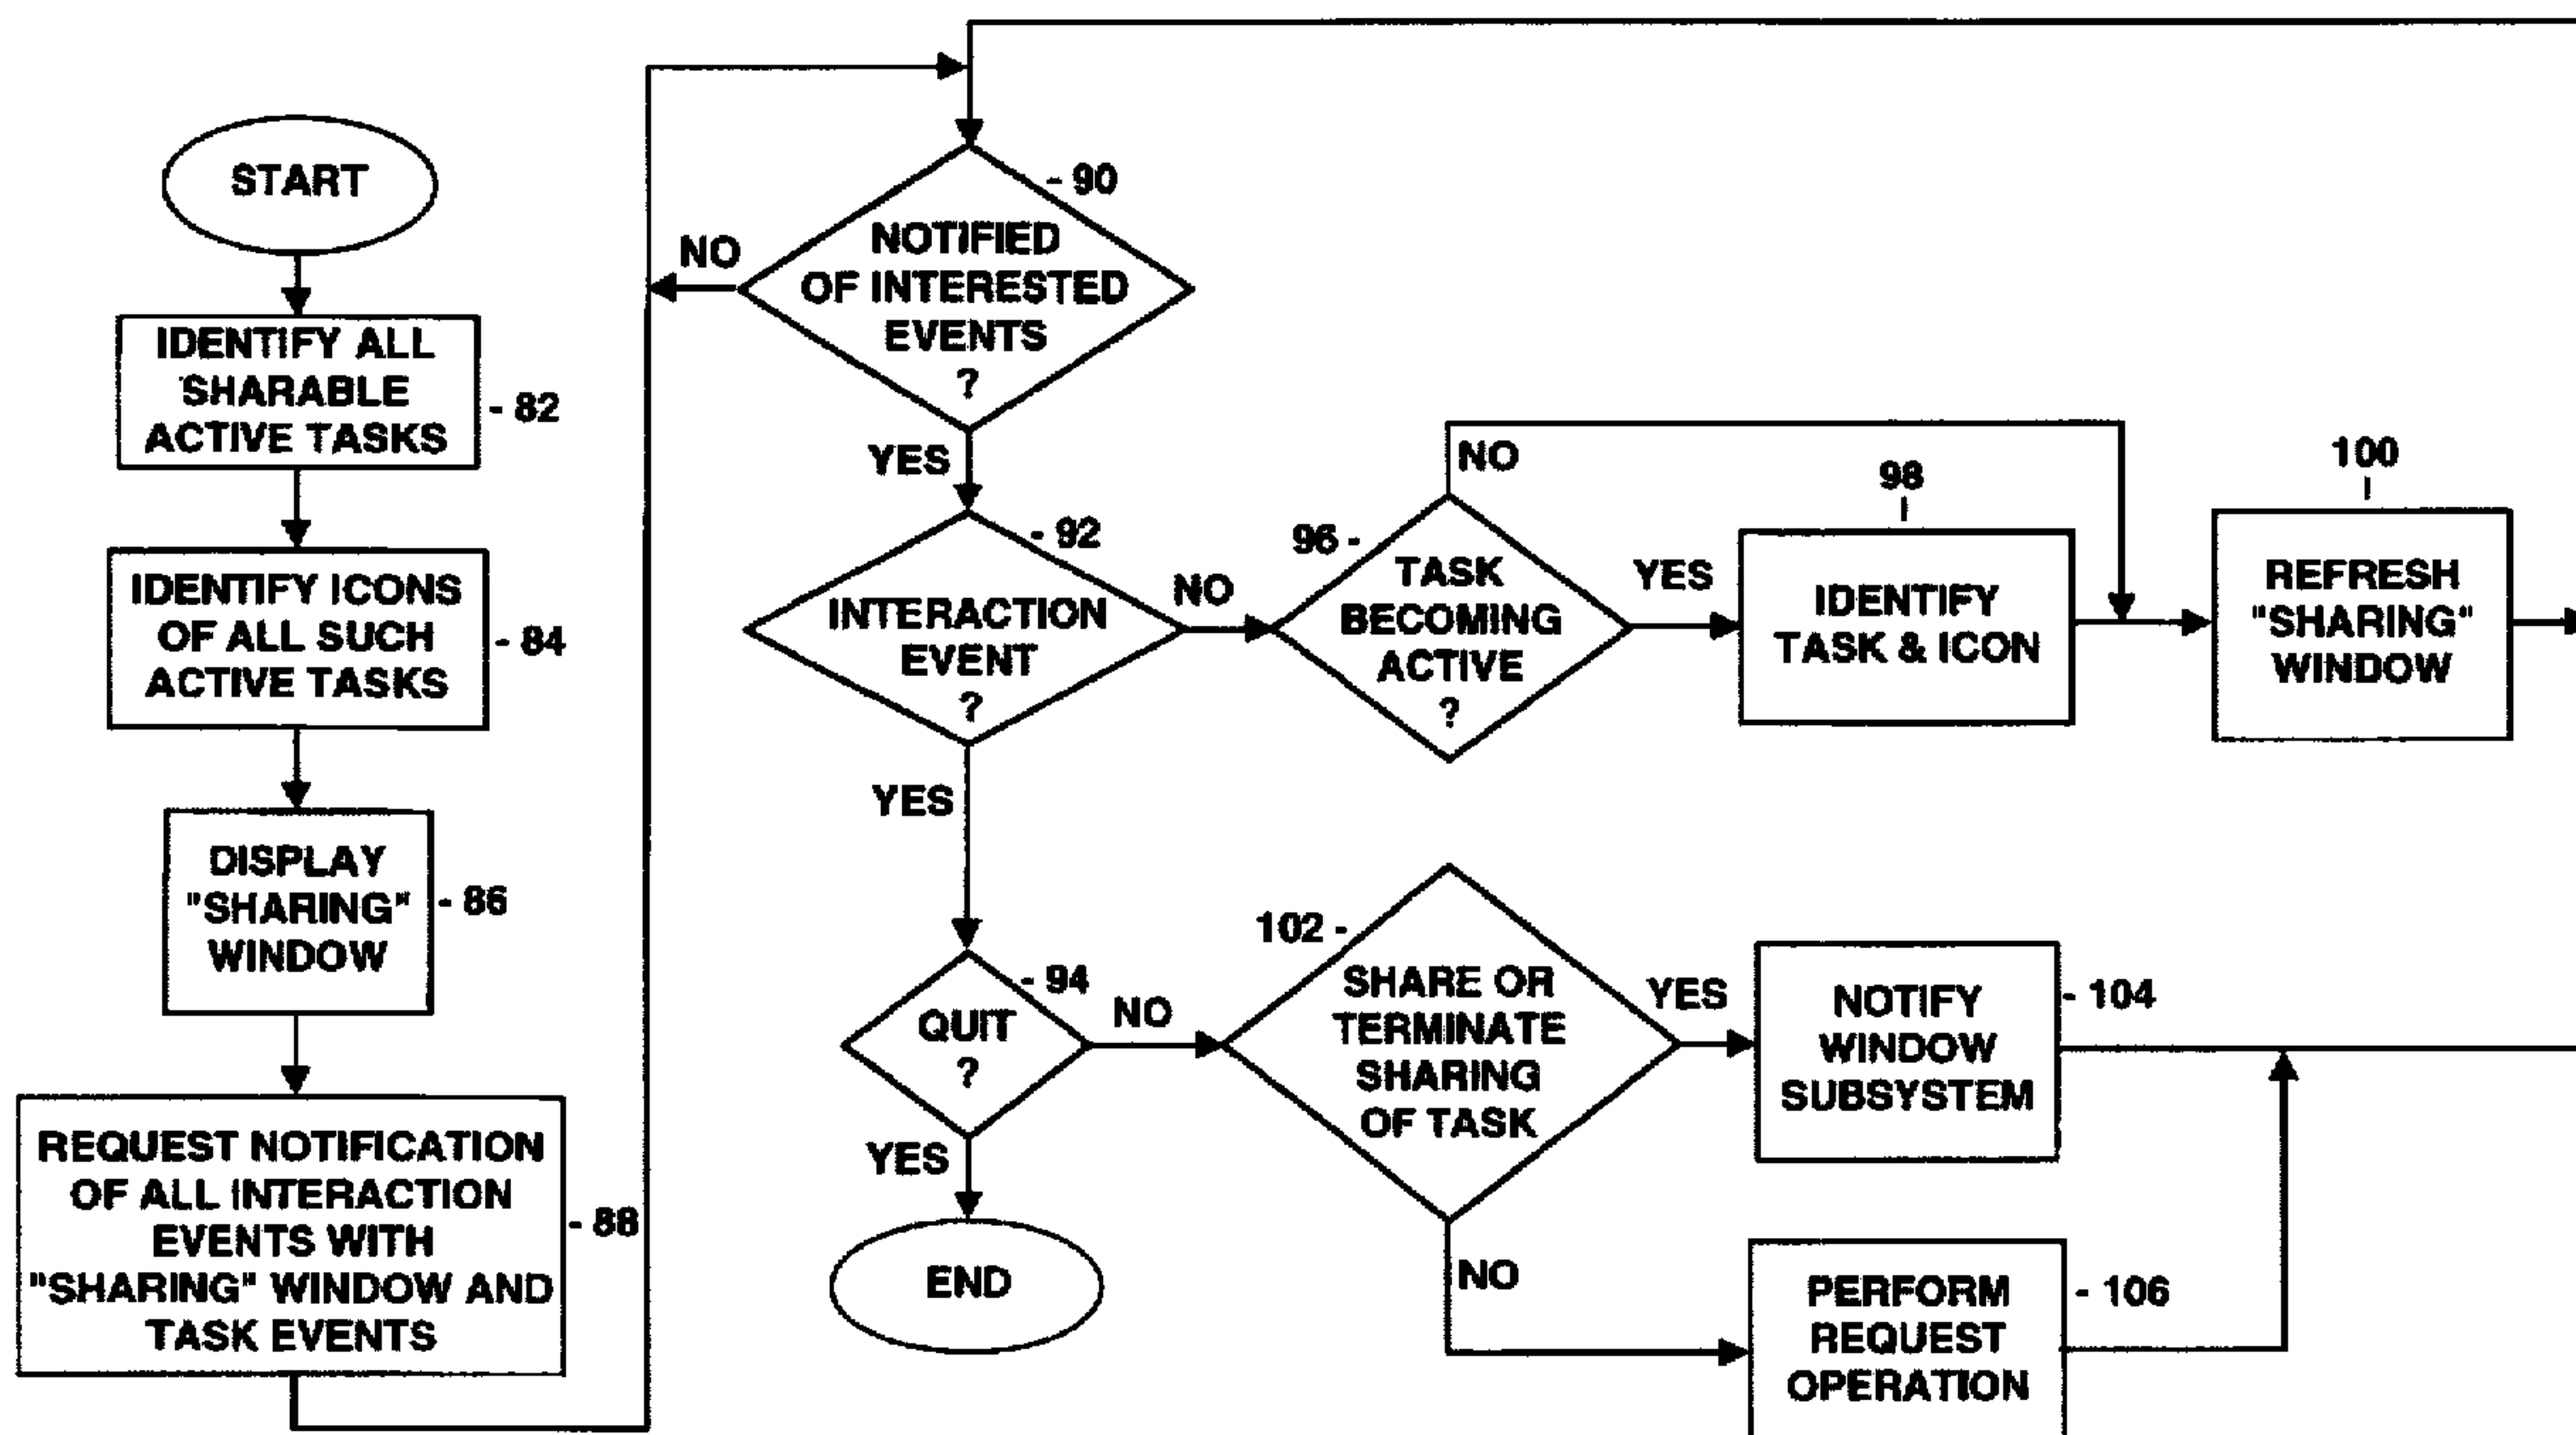 START
IDENTIFY ALL
SHARABLE
ACTIVE TASKS
- 82
IDENTIFY ICONS
OF ALL SUCH
ACTIVE TASKS
- 84
DISPLAY
"SHARING"
WINDOW
- 86
REQUEST NOTIFICATION
OF ALL INTERACTION
EVENTS WITH
"SHARING" WINDOW AND
TASK EVENTS
- 88
- 90
NOTIFIED
OF INTERESTED
EVENTS
?
NO
YES
- 92
INTERACTION
EVENT
?
NO
YES
96 -
TASK
BECOMING
ACTIVE
?
NO
YES
98
IDENTIFY
TASK & ICON
100
REFRESH
"SHARING"
WINDOW
- 94
QUIT
?
NO
YES
END
102 -
SHARE OR
TERMINATE
SHARING
OF TASK
YES
NO
NOTIFY
WINDOW
SUBSYSTEM
- 104
PERFORM
REQUEST
OPERATION
- 106